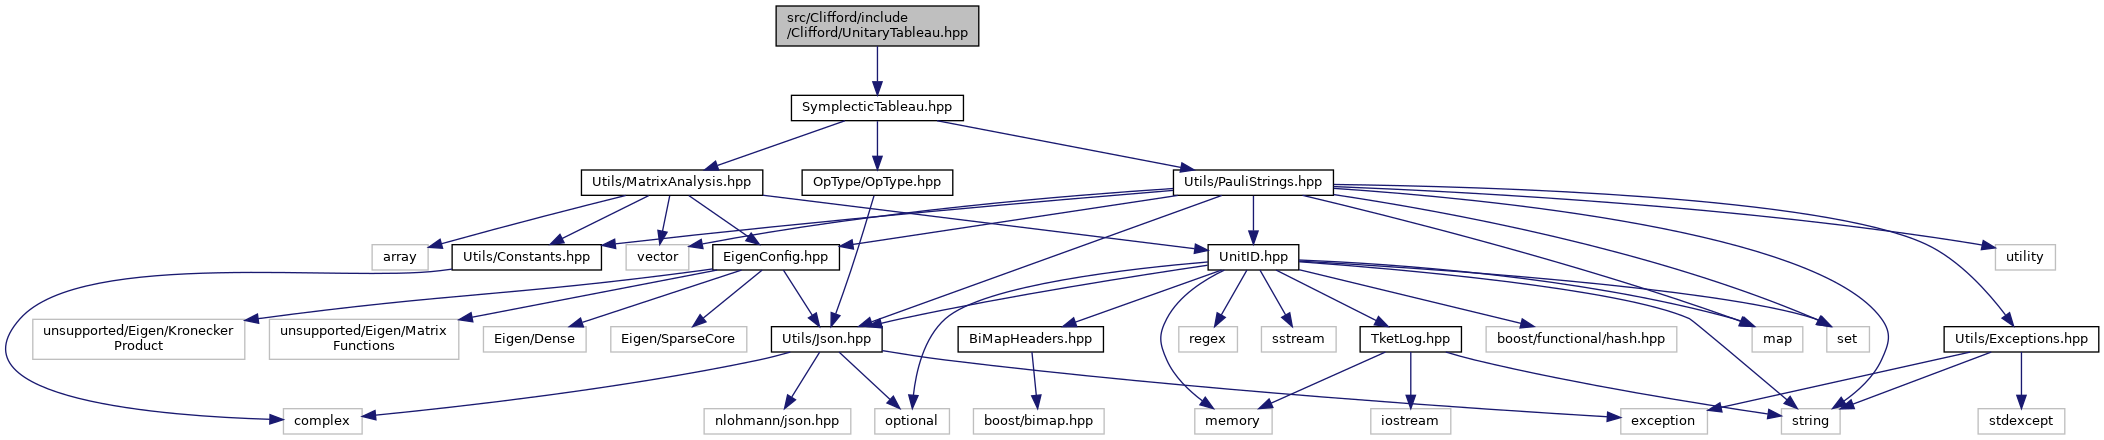 src/Clifford/include
/Clifford/UnitaryTableau.hpp
SymplecticTableau.hpp
Utils/MatrixAnalysis.hpp
OpType/OpType.hpp
Utils/PauliStrings.hpp
array
Utils/Constants.hpp
vector
EigenConfig.hpp
UnitID.hpp
utility
unsupported/Eigen/Kronecker
Product
unsupported/Eigen/Matrix
Functions
Eigen/Dense
Eigen/SparseCore
Utils/Json.hpp
BiMapHeaders.hpp
regex
sstream
TketLog.hpp
boost/functional/hash.hpp
map
set
Utils/Exceptions.hpp
complex
nlohmann/json.hpp
optional
boost/bimap.hpp
memory
iostream
exception
string
stdexcept